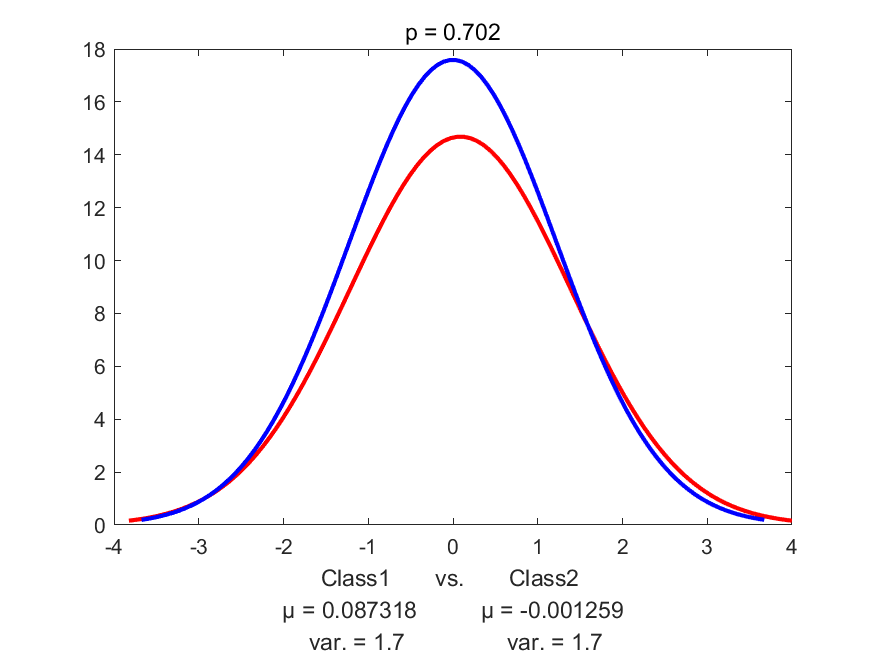 p = 0.702
18
16
14
12
10
8
6
4
2
0
-4 -3 -2 -1 0 1 2 3 4
Class1 vs. Class2
μ = 0.087318 μ = -0.001259
var. = 1.7 var. = 1.7